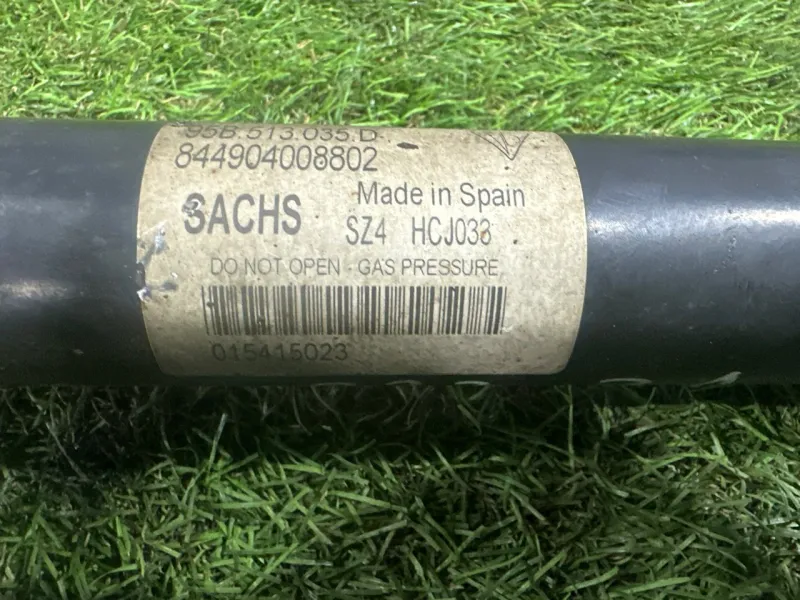 95B.513.035.D
844904008802
Made in Spain
SACHS
SZ4 HCJ038
DO NOT OPEN - GAS PRESSURE
015415023